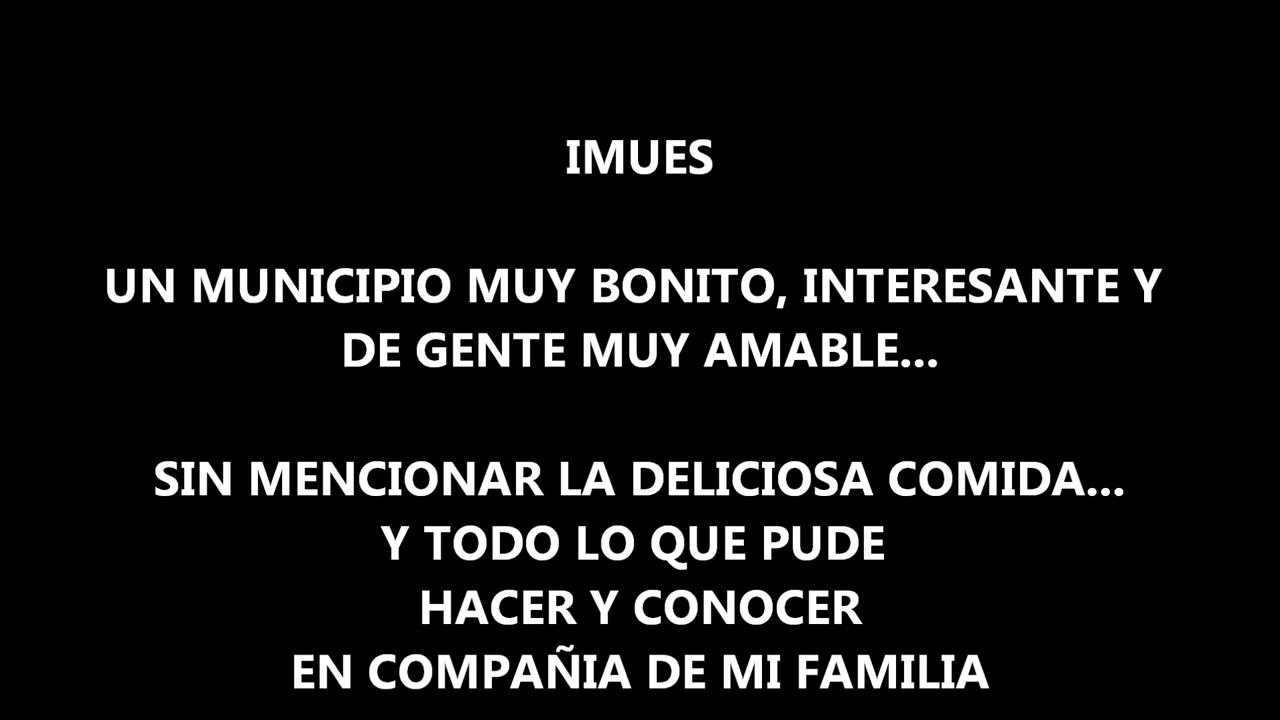 IMUES
UN MUNICIPIO MUY BONITO, INTERESANTE Y
DE GENTE MUY AMABLE...
SIN MENCIONAR LA DELICIOSA COMIDA...
Y TODO LO QUE PUDE
HACER Y CONOCER
EN COMPAÑIA DE MI FAMILIA